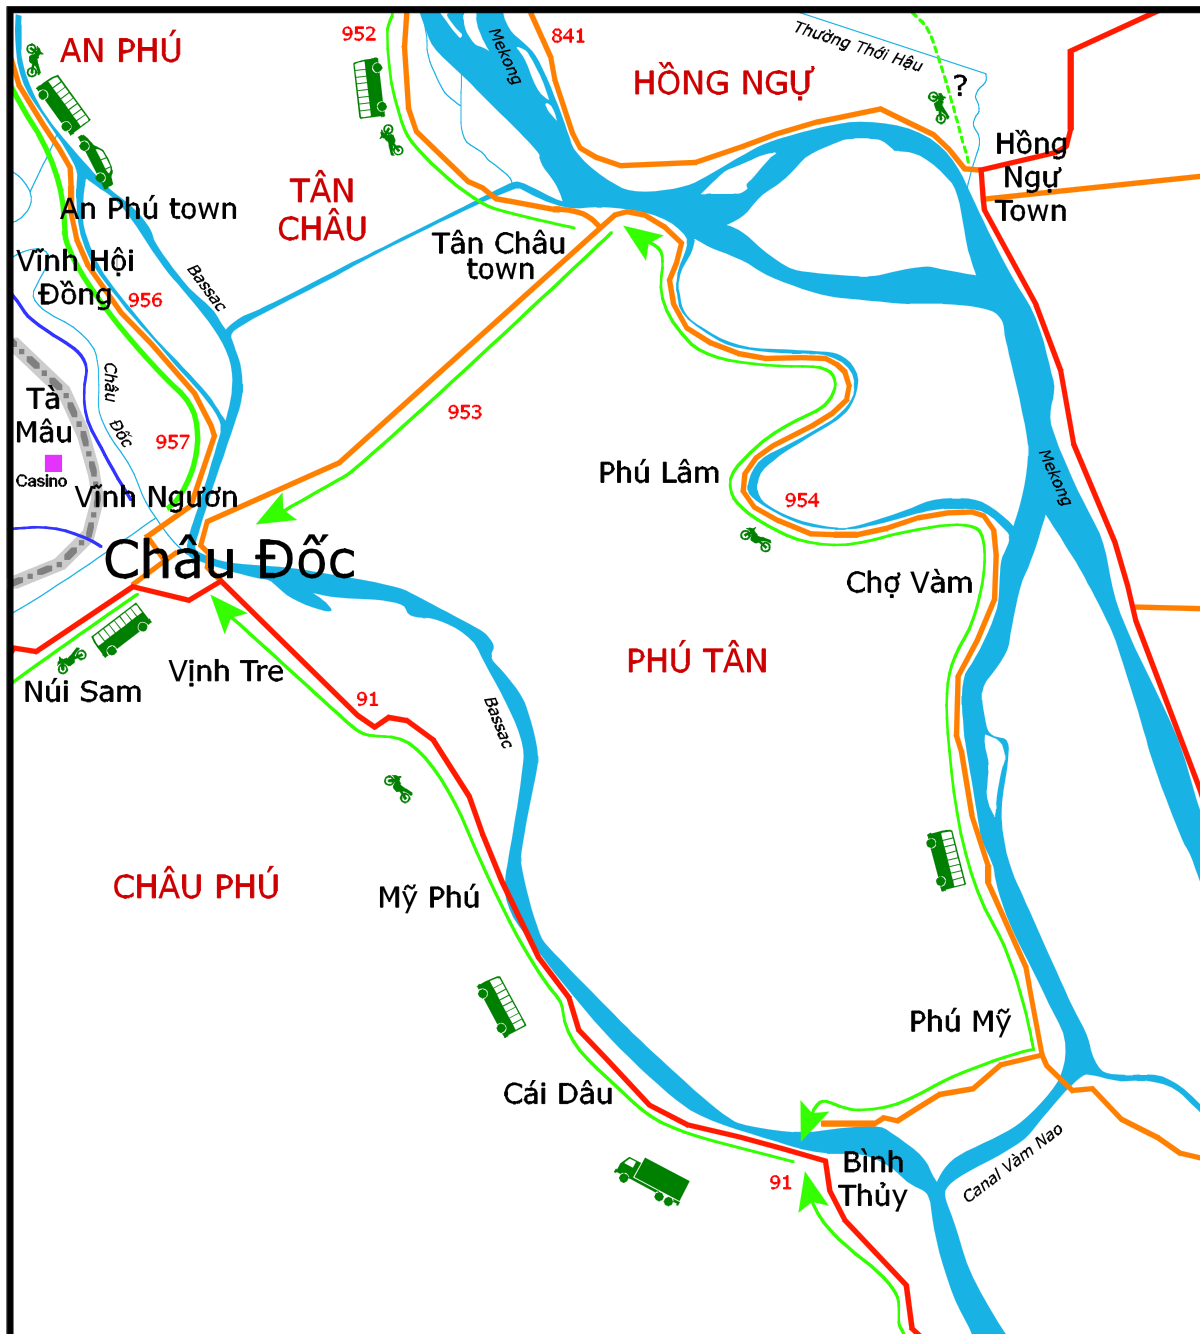 AN PHÚ
952
Mekong
841
HỒNG NGỰ
Thường Thới Hậu
?
Hồng
Ngự
Town
TÂN
CHÂU
An Phú town
Tân Châu
town
Vĩnh Hội
Đồng
956
Bassac
Châu
Đốc
Tà
Mâu
Casino
957
953
Vĩnh Ngươn
Phú Lâm
954
Mekong
Châu Đốc
Chợ Vàm
Vịnh Tre
Núi Sam
91
Bassac
PHÚ TÂN
CHÂU PHÚ
Mỹ Phú
Phú Mỹ
Cái Dâu
Bình
Thủy
91
Canal Vàm Nao